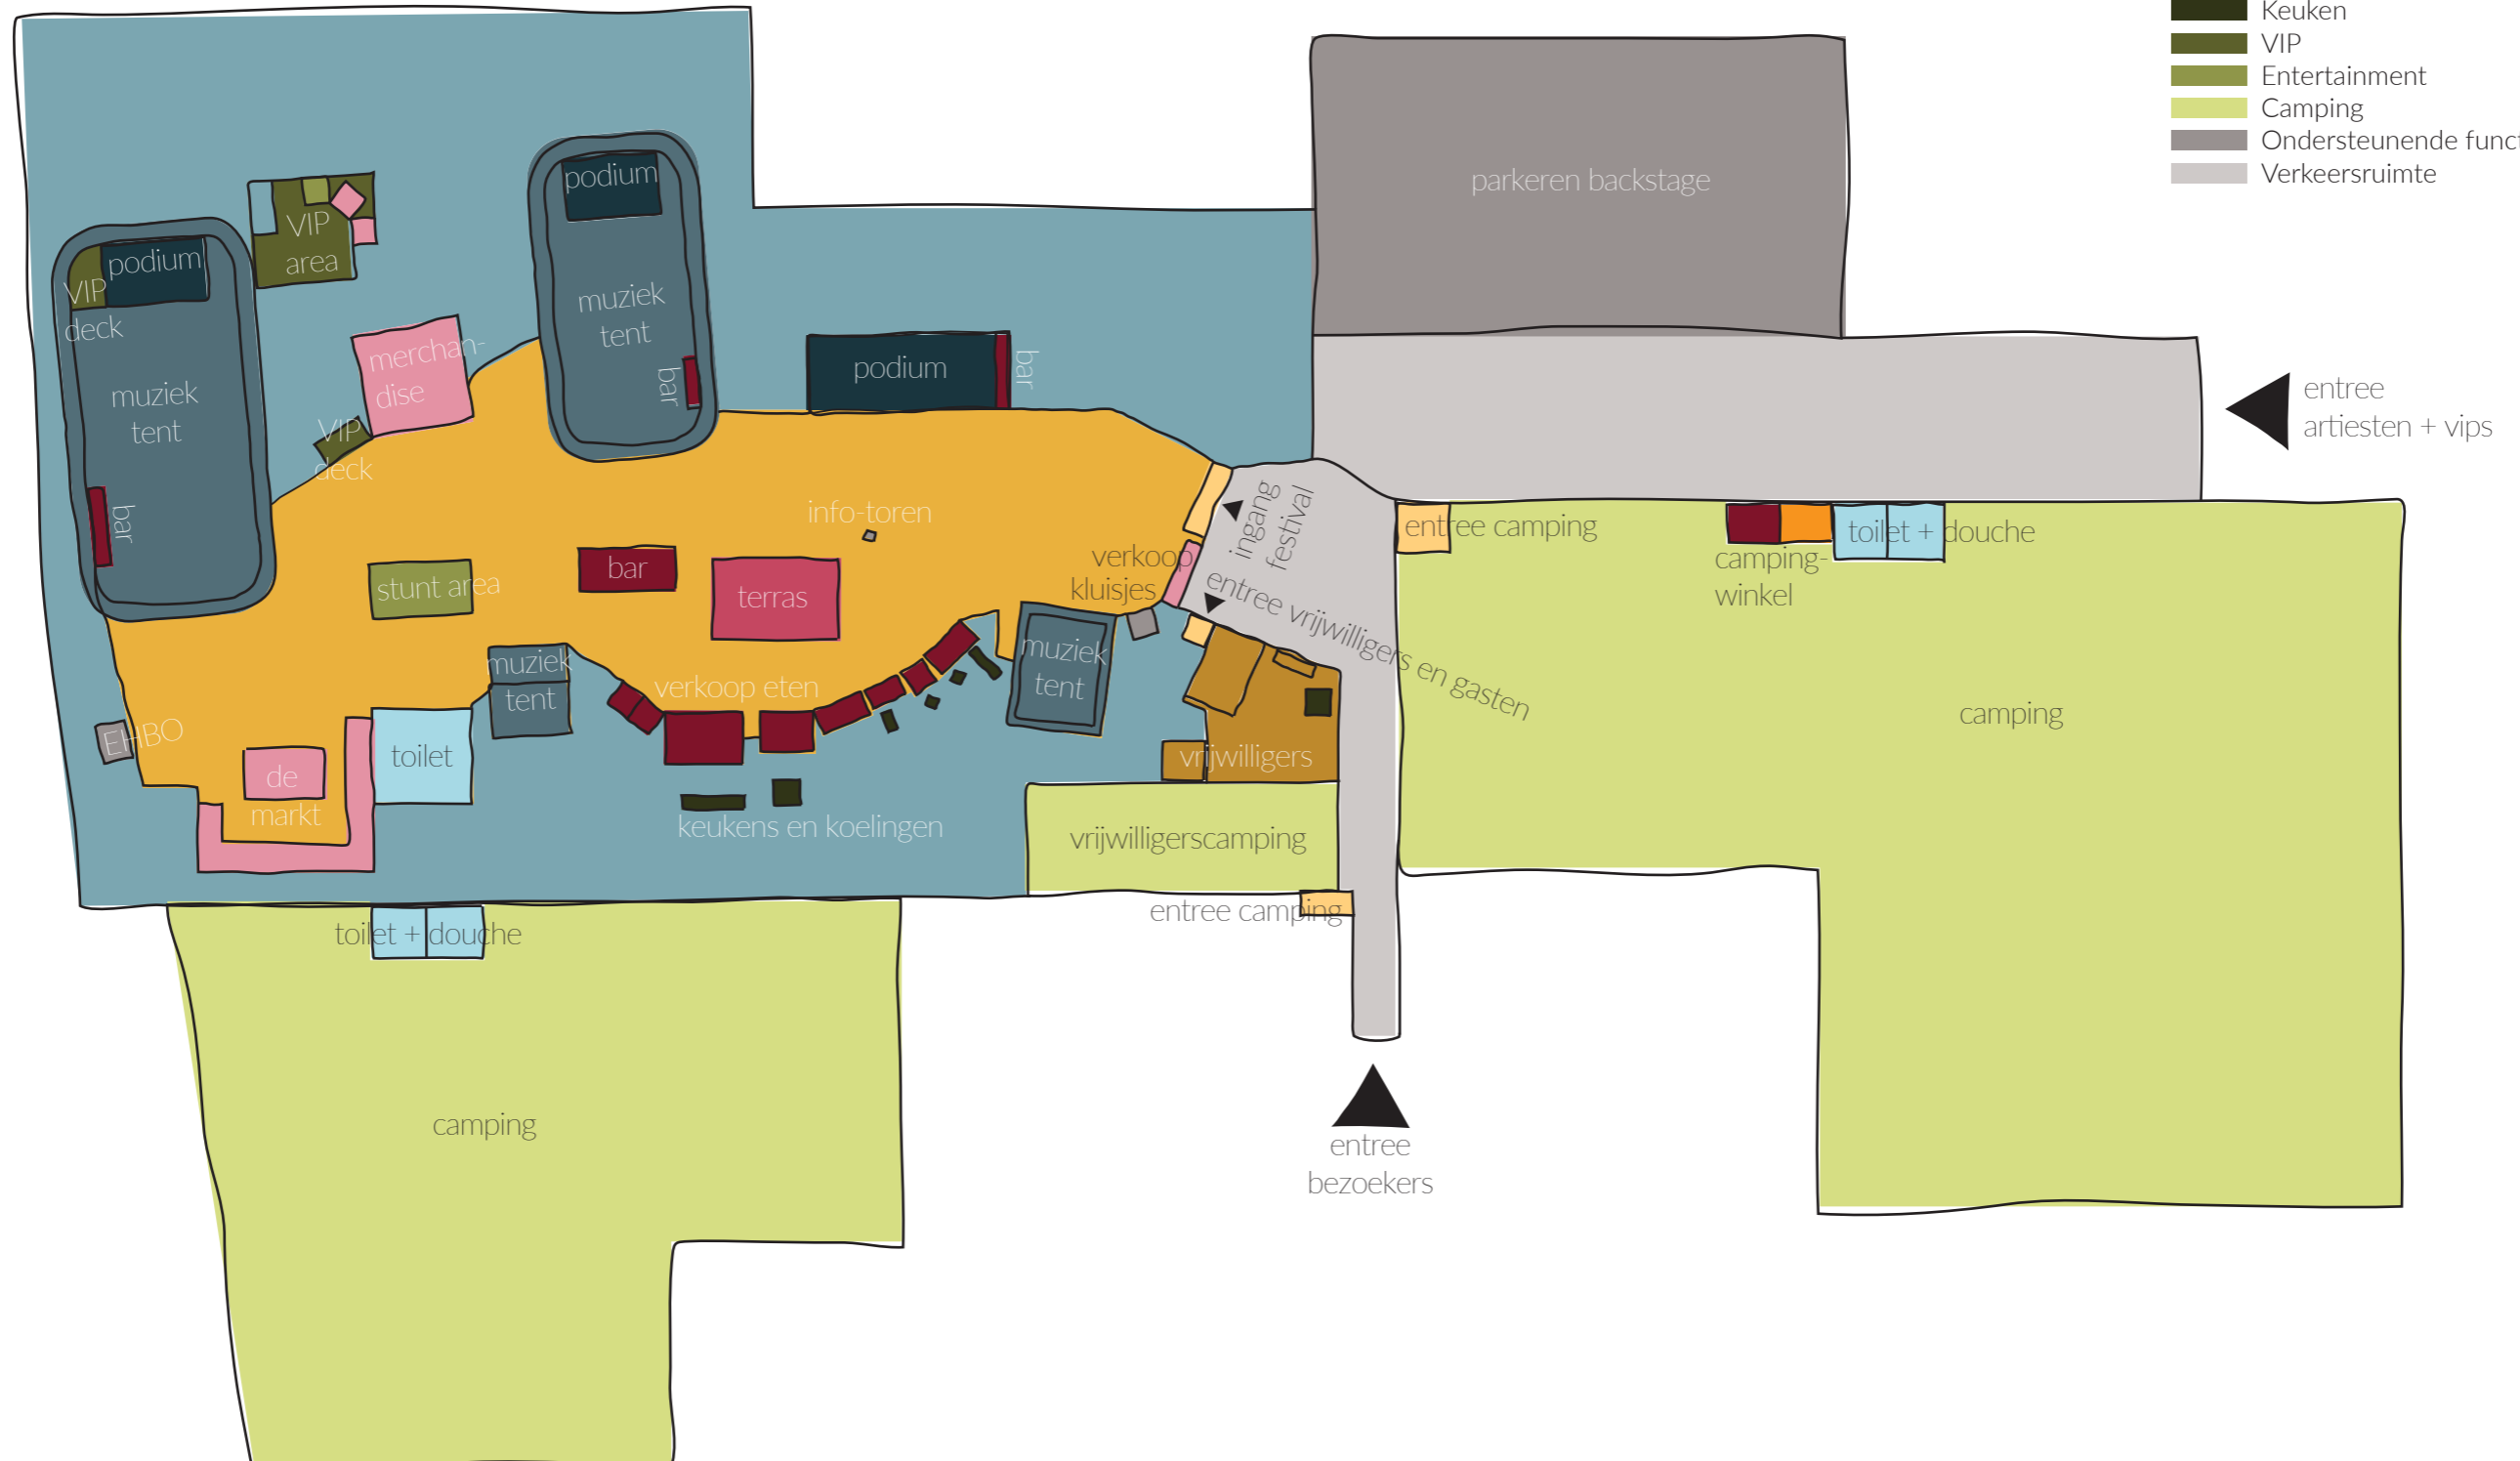 Keuken
VIP
Entertainment
Camping
Ondersteunende funct
Verkeersruimte
parkeren backstage
entree
artiesten + vips
podium
muziek
tent
bar
VIP
area
podium
VIP
deck
muziek
tent
bar
merchan-
dise
VIP
deck
podium
bar
info-toren
stunt area
bar
terras
verkoop
kluisjes
ingang
festival
entree vrijwilligers en gasten
entree camping
camping-
winkel
toilet + douche
camping
muziek
tent
verkoop eten
muziek
tent
EHBO
de
markt
toilet
keukens en koelingen
vrijwilligers
vrijwilligerscamping
entree camping
toilet + douche
camping
entree
bezoekers